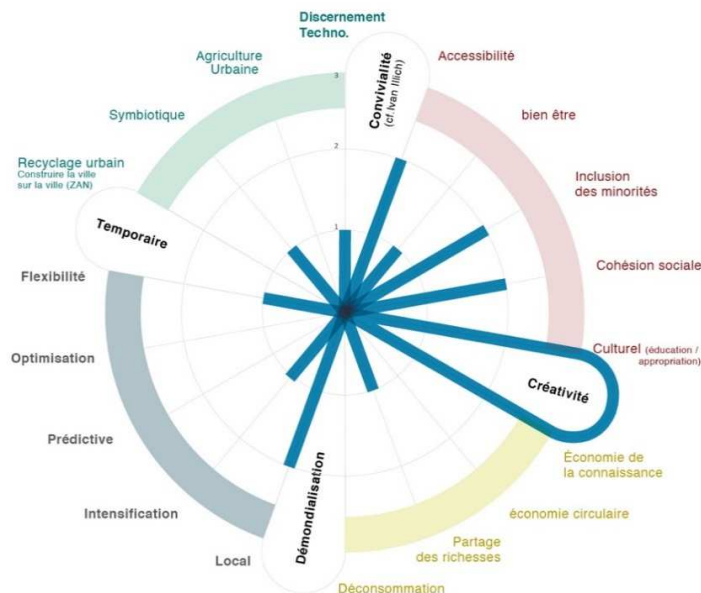 Discernement
Techno.
Convivialité
(cf.Ivan Illich)
Accessibilité
bien être
Inclusion
des minorités
Cohésion sociale
Culturel (éducation /
appropriation)
Créativité
Économie de
la connaissance
économie circulaire
Partage
des richesses
Déconsommation
Démondialisation
Local
Intensification
Prédictive
Optimisation
Flexibilité
Temporaire
Recyclage urbain
Construire la ville
sur la ville (ZAN)
Symbiotique
Agriculture
Urbaine
3
2
1